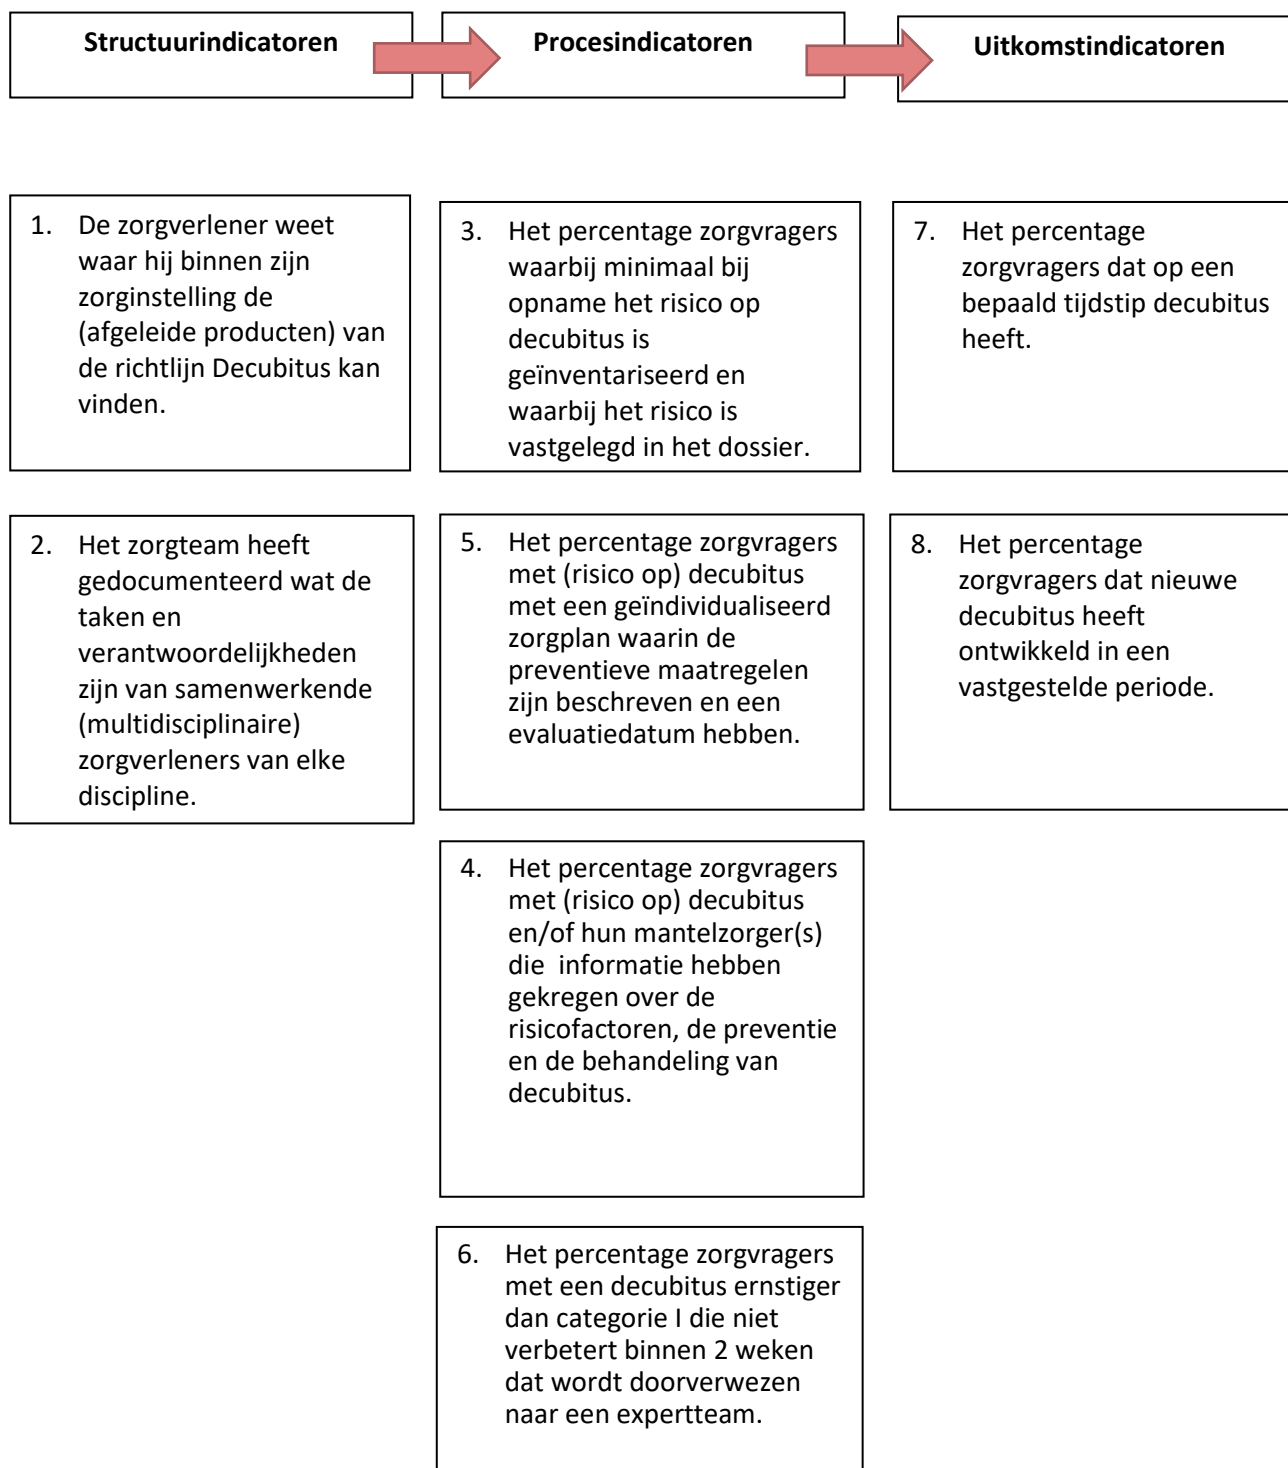 Structuurindicatoren
Procesindicatoren
Uitkomstindicatoren
1. De zorgverlener weet
waar hij binnen zijn
zorginstelling de
(afgeleide producten) van
de richtlijn Decubitus kan
vinden.
2. Het zorgteam heeft
gedocumenteerd wat de
taken en
verantwoordelijkheden
zijn van samenwerkende
(multidisciplinaire)
zorgverleners van elke
discipline.
3. Het percentage zorgvragers
waarbij minimaal bij
opname het risico op
decubitus is
geïnventariseerd en
waarbij het risico is
vastgelegd in het dossier.
5. Het percentage zorgvragers
met (risico op) decubitus
met een geïndividualiseerd
zorgplan waarin de
preventieve maatregelen
zijn beschreven en een
evaluatiedatum hebben.
4. Het percentage zorgvragers
met (risico op) decubitus
en/of hun mantelzorger(s)
die informatie hebben
gekregen over de
risicofactoren, de preventie
en de behandeling van
decubitus.
6. Het percentage zorgvragers
met een decubitus ernstiger
dan categorie I die niet
verbetert binnen 2 weken
dat wordt doorverwezen
naar een expertteam.
7. Het percentage
zorgvragers dat op een
bepaald tijdstip decubitus
heeft.
8. Het percentage
zorgvragers dat nieuwe
decubitus heeft
ontwikkeld in een
vastgestelde periode.